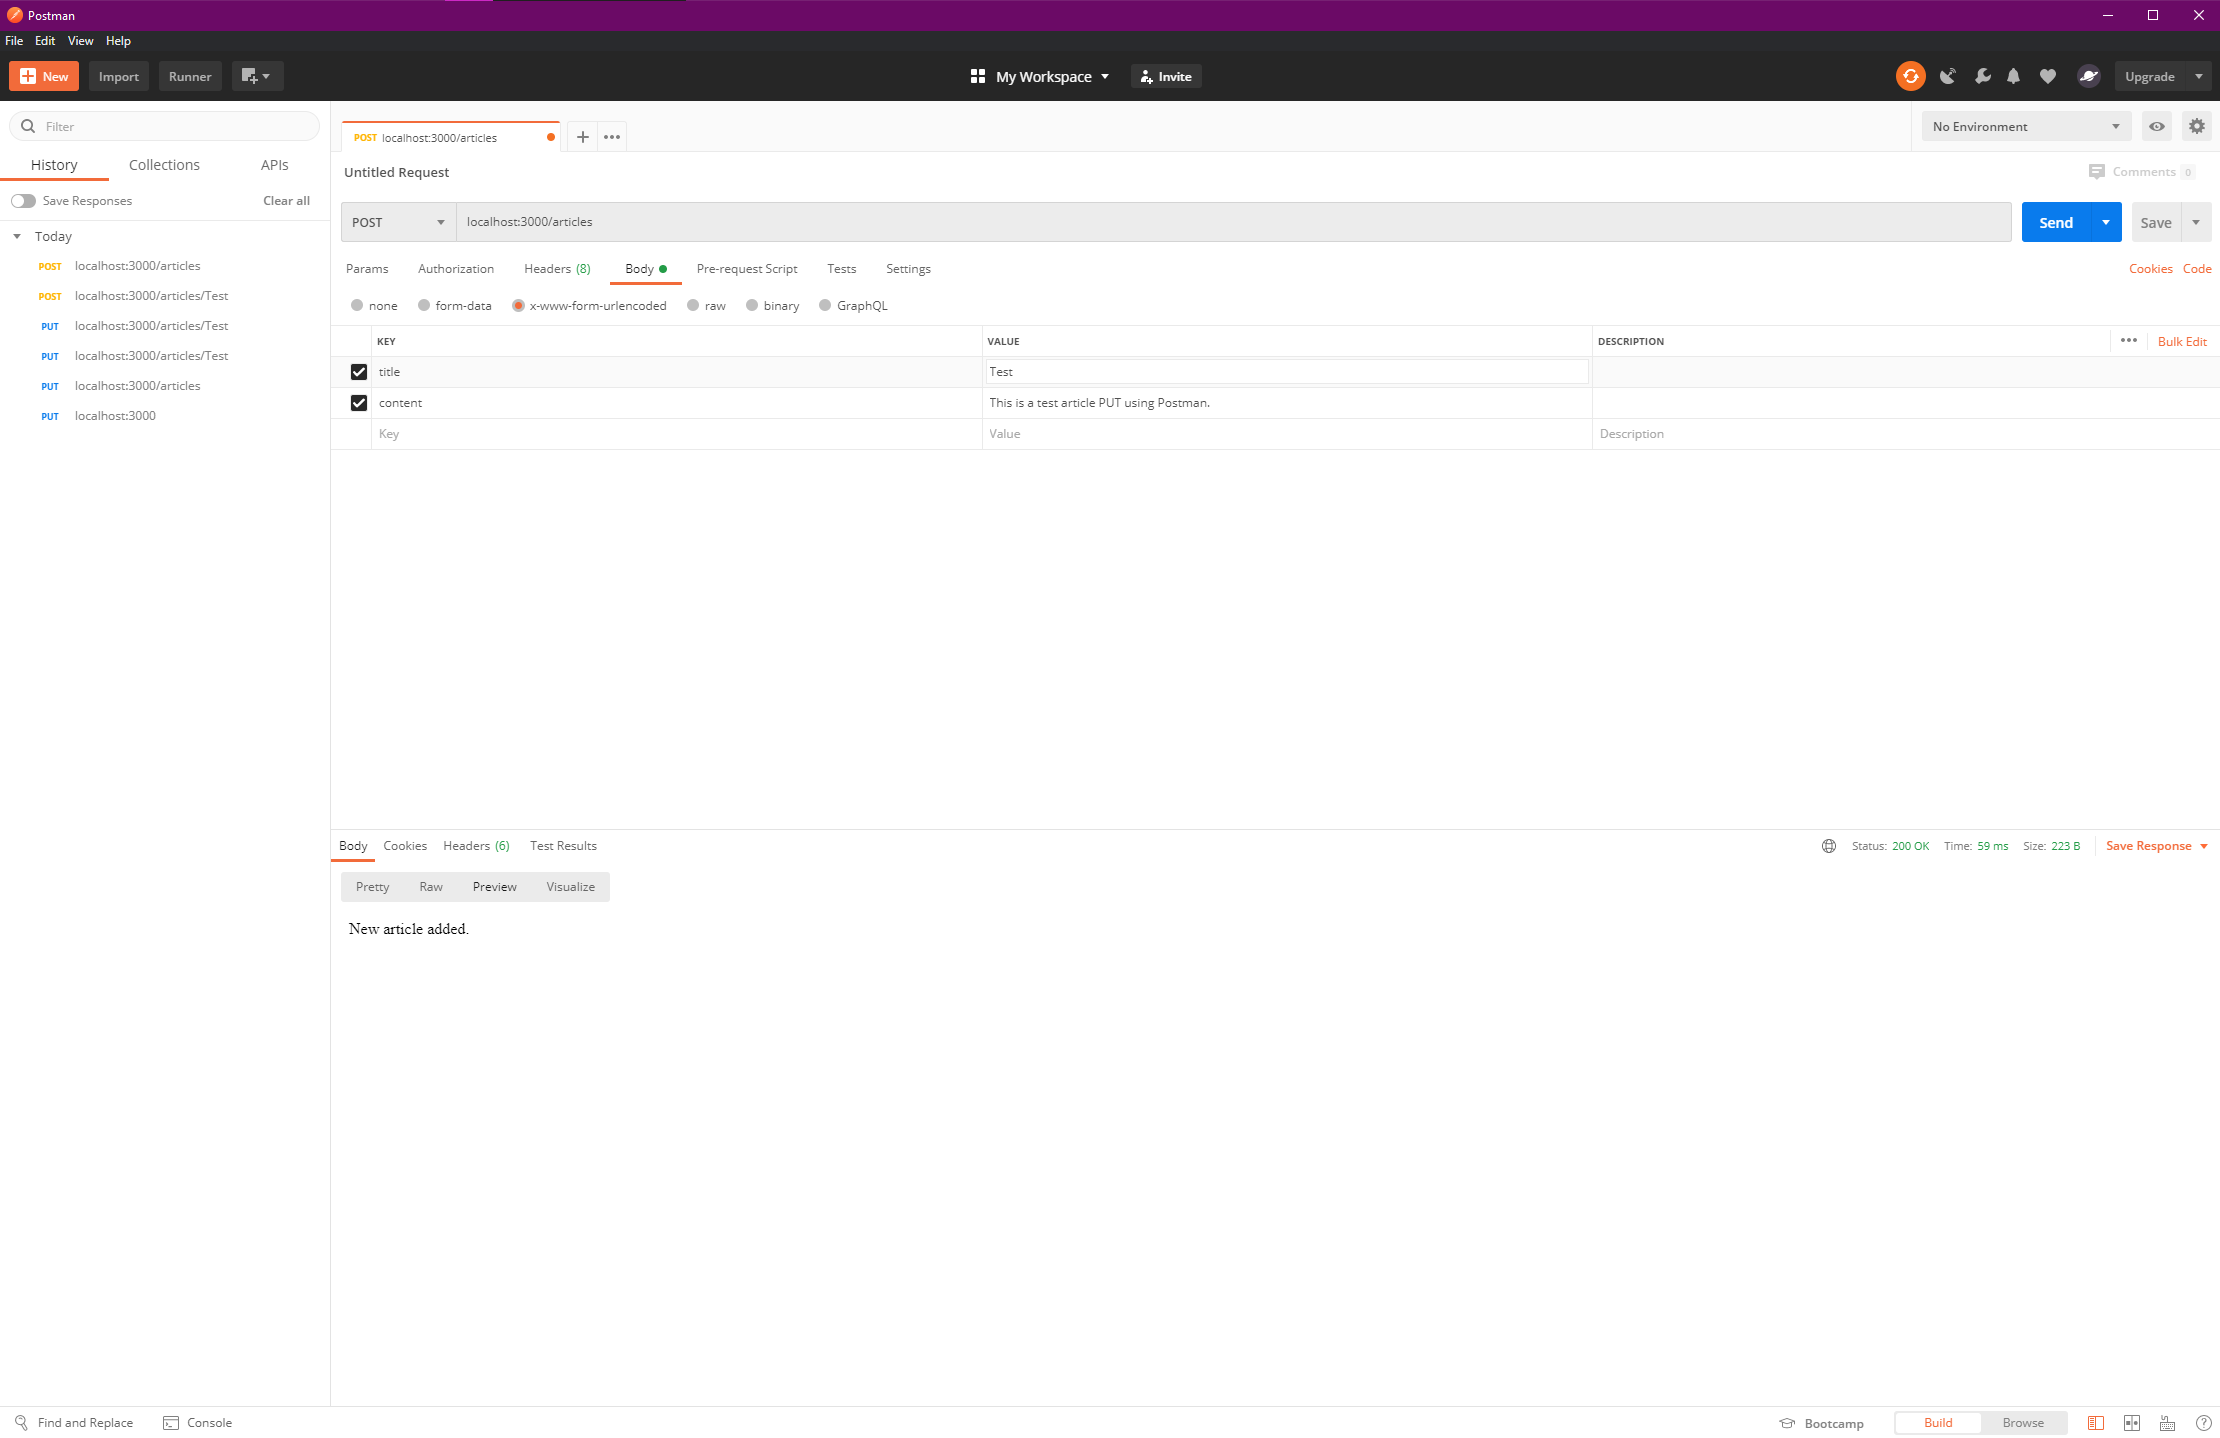 Postman
File Edit View Help
New Import Runner My Workspace Invite Upgrade
Filter
History Collections APIs
Save Responses Clear all
Today
POST localhost:3000/articles
POST localhost:3000/articles/Test
PUT localhost:3000/articles/Test
PUT localhost:3000/articles/Test
PUT localhost:3000/articles
PUT localhost:3000
POST localhost:3000/articles
No Environment
Untitled Request
Comments 0
POST localhost:3000/articles Send Save
Params Authorization Headers (8) Body Pre-request Script Tests Settings Cookies Code
none form-data x-www-form-urlencoded raw binary GraphQL
KEY VALUE DESCRIPTION Bulk Edit
title Test
content This is a test article PUT using Postman.
Key Value Description
Body Cookies Headers (6) Test Results Status: 200 OK Time: 59 ms Size: 223 B Save Response
Pretty Raw Preview Visualize
New article added.
Find and Replace Console Bootcamp Build Browse